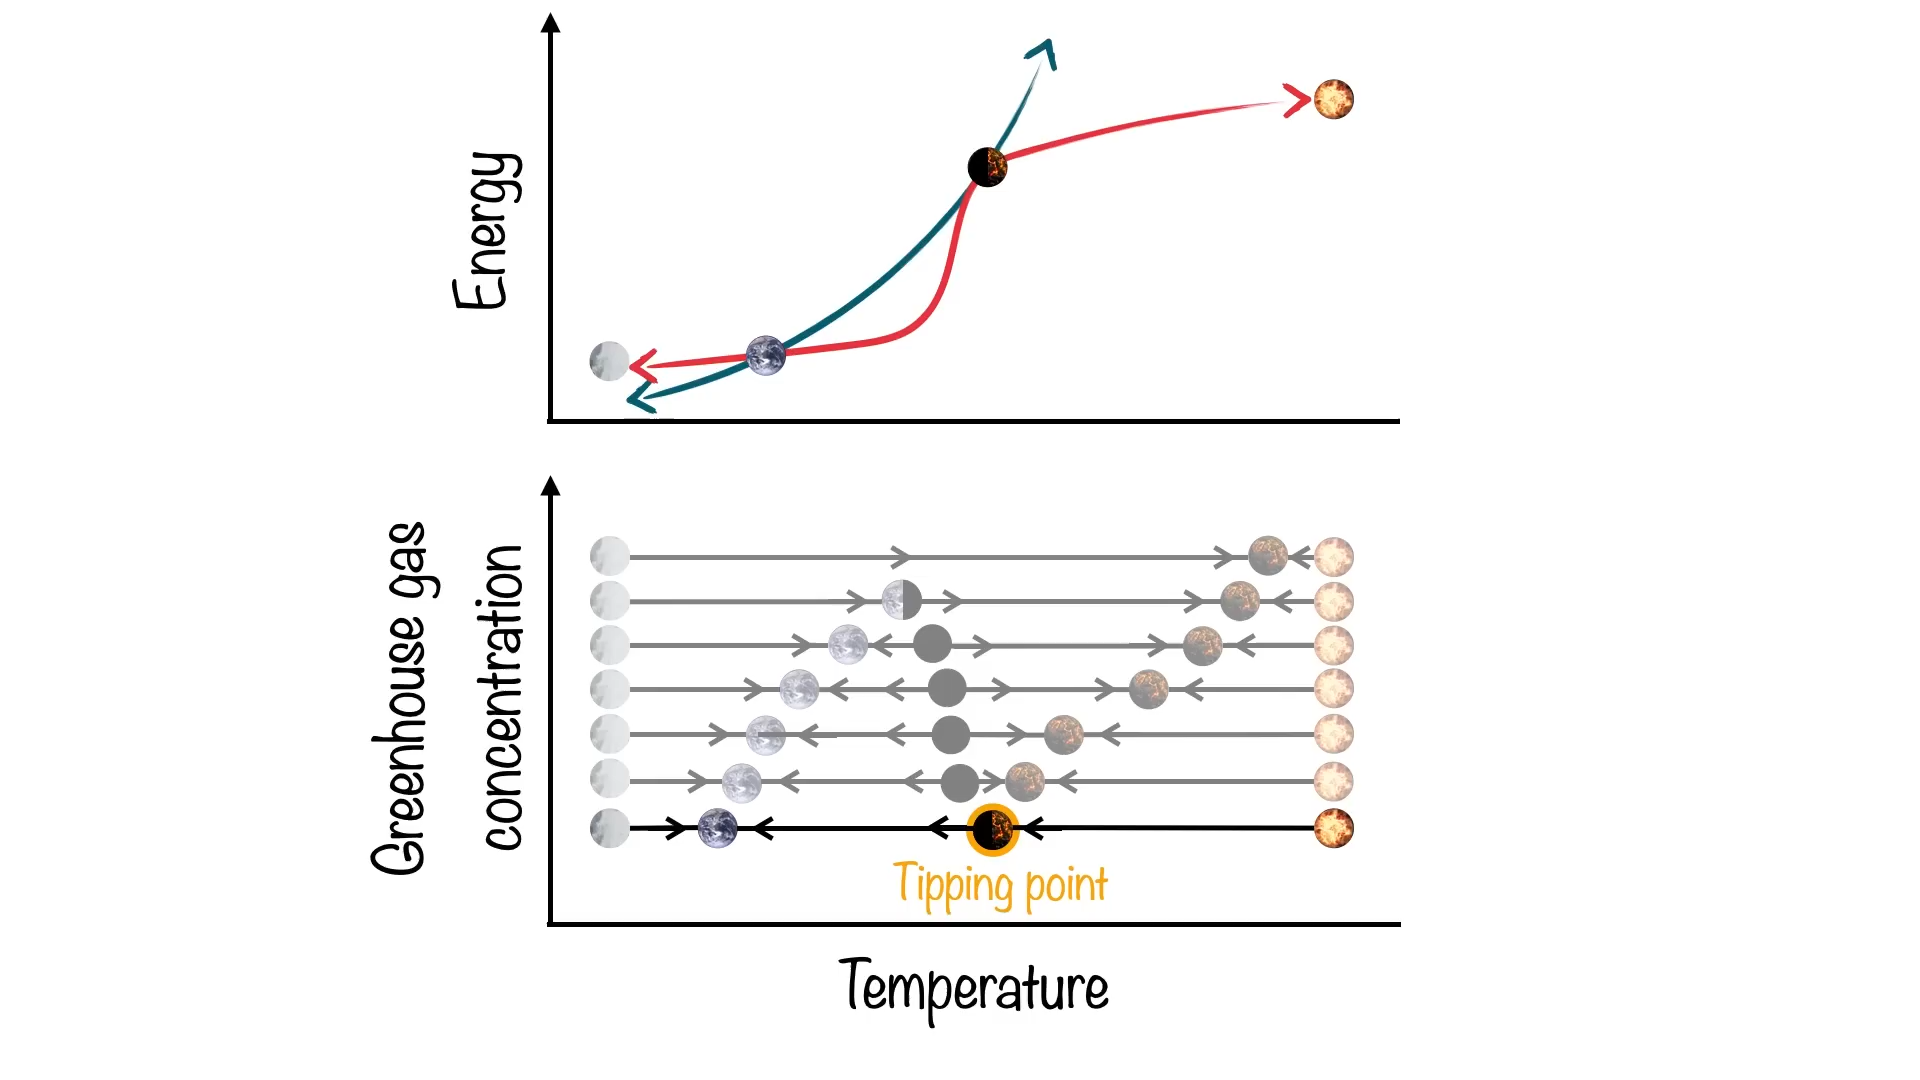 Energy
Greenhouse gas
concentration
Tipping point
Temperature